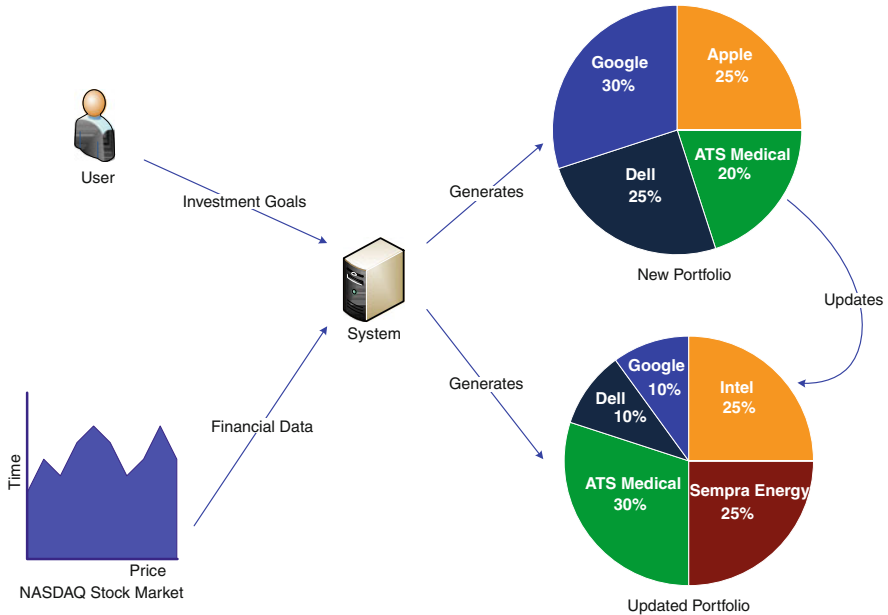 User
Investment Goals
System
Financial Data
Time
Price
NASDAQ Stock Market
Generates
Generates
Google
30%
Apple
25%
Dell
25%
ATS Medical
20%
New Portfolio
Updates
Google
10%
Intel
25%
Dell
10%
ATS Medical
30%
Sempra Energy
25%
Updated Portfolio